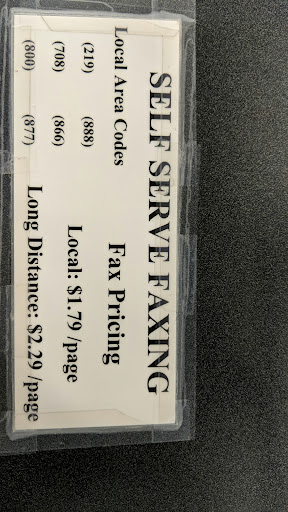 SELF SERVE FAXING
Local Area Codes
(219) (888)
(708) (866)
(800) (877)
Fax Pricing
Local: $1.79 /page
Long Distance: $2.29 /page